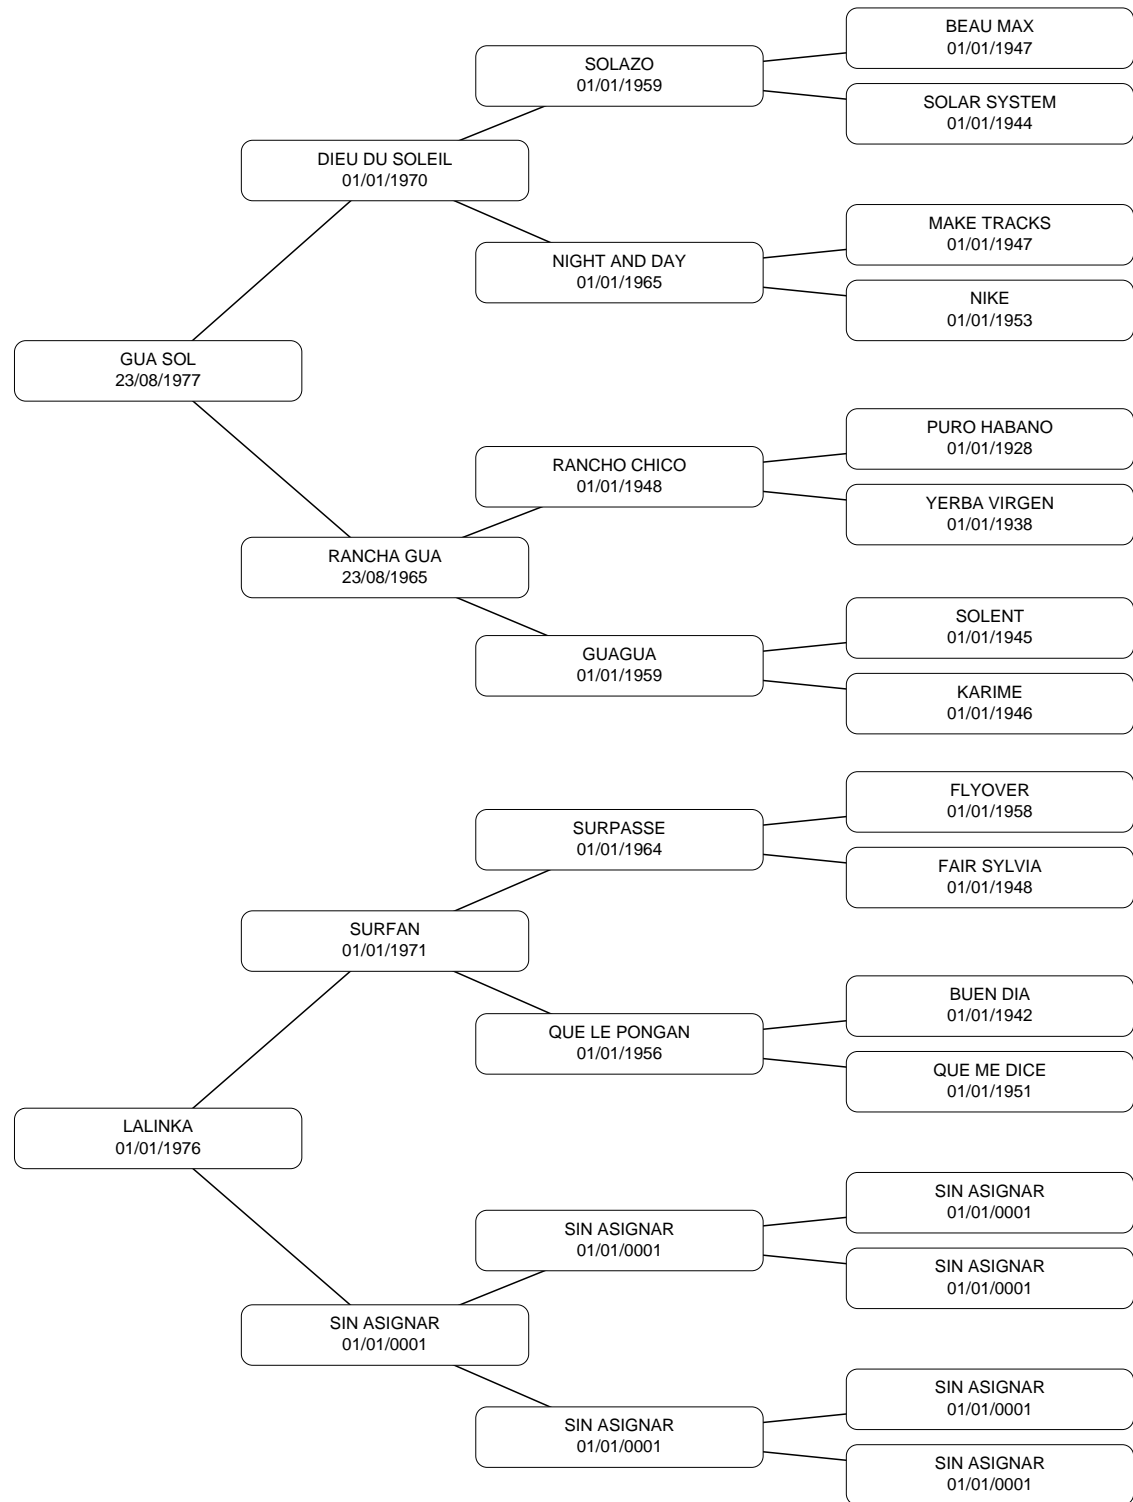 BEAU MAX
01/01/1947
SOLAZO
01/01/1959
SOLAR SYSTEM
01/01/1944
DIEU DU SOLEIL
01/01/1970
MAKE TRACKS
01/01/1947
NIGHT AND DAY
01/01/1965
NIKE
01/01/1953
GUA SOL
23/08/1977
PURO HABANO
01/01/1928
RANCHO CHICO
01/01/1948
YERBA VIRGEN
01/01/1938
RANCHA GUA
23/08/1965
SOLENT
01/01/1945
GUAGUA
01/01/1959
KARIME
01/01/1946
FLYOVER
01/01/1958
SURPASSE
01/01/1964
FAIR SYLVIA
01/01/1948
SURFAN
01/01/1971
BUEN DIA
01/01/1942
QUE LE PONGAN
01/01/1956
QUE ME DICE
01/01/1951
LALINKA
01/01/1976
SIN ASIGNAR
01/01/0001
SIN ASIGNAR
01/01/0001
SIN ASIGNAR
01/01/0001
SIN ASIGNAR
01/01/0001
SIN ASIGNAR
01/01/0001
SIN ASIGNAR
01/01/0001
SIN ASIGNAR
01/01/0001